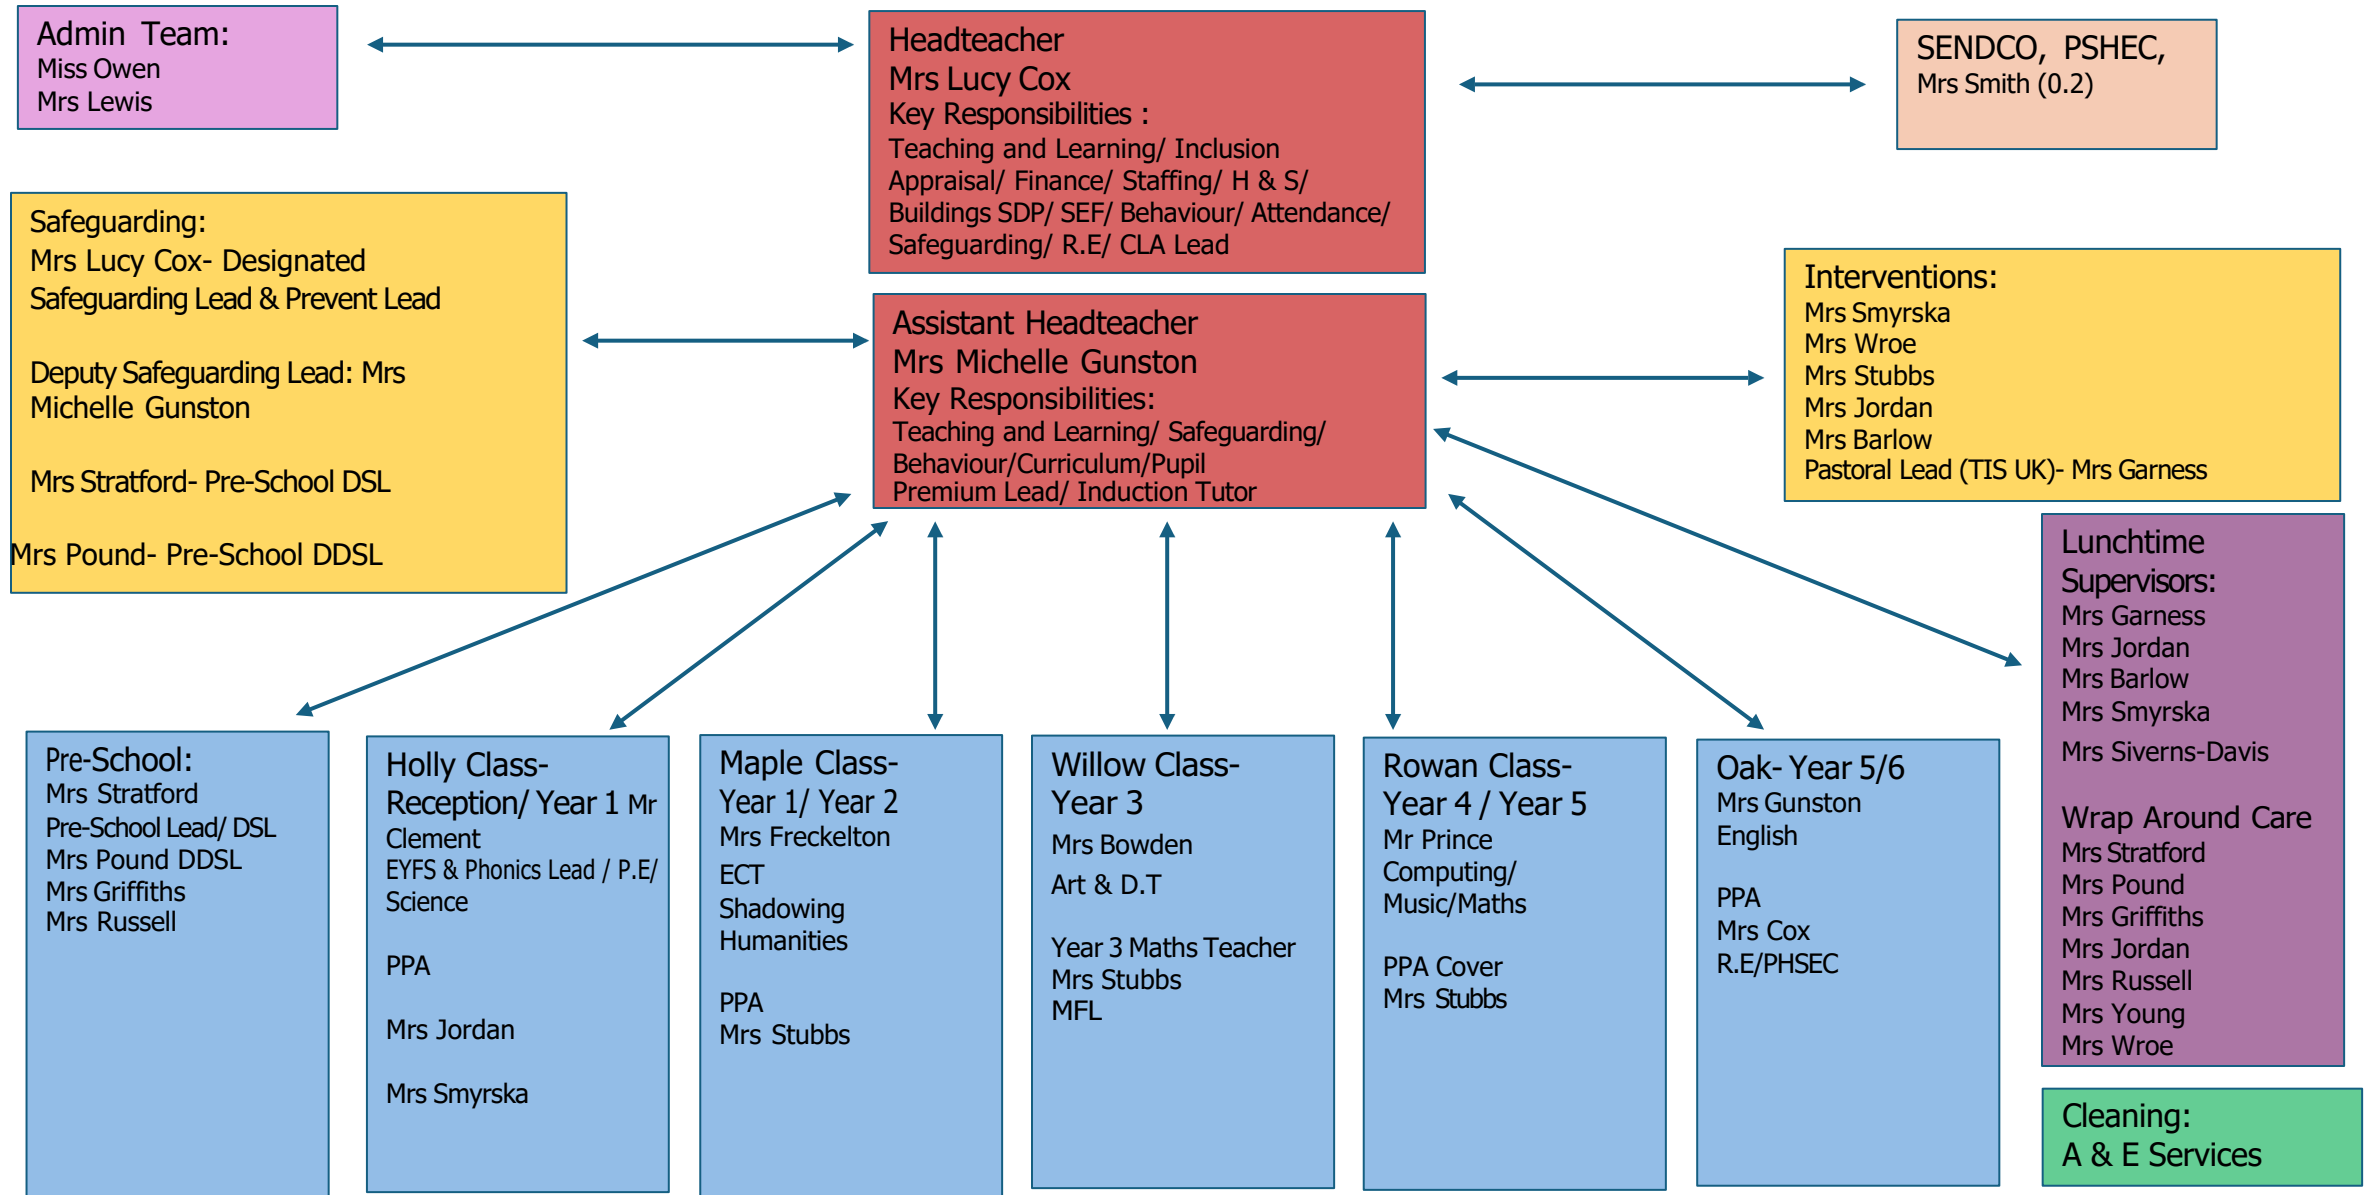 Admin Team:
Miss Owen
Mrs Lewis
Headteacher
Mrs Lucy Cox
Key Responsibilities :
Teaching and Learning/ Inclusion
Appraisal/ Finance/ Staffing/ H & S/
Buildings SDP/ SEF/ Behaviour/ Attendance/
Safeguarding/ R.E/ CLA Lead
SENDCO, PSHEC,
Mrs Smith (0.2)
Safeguarding:
Mrs Lucy Cox- Designated
Safeguarding Lead & Prevent Lead
Deputy Safeguarding Lead: Mrs
Michelle Gunston
Mrs Stratford- Pre-School DSL
Mrs Pound- Pre-School DDSL
Assistant Headteacher
Mrs Michelle Gunston
Key Responsibilities:
Teaching and Learning/ Safeguarding/
Behaviour/Curriculum/Pupil
Premium Lead/ Induction Tutor
Interventions:
Mrs Smyrska
Mrs Wroe
Mrs Stubbs
Mrs Jordan
Mrs Barlow
Pastoral Lead (TIS UK)- Mrs Garness
Lunchtime
Supervisors:
Mrs Garness
Mrs Jordan
Mrs Barlow
Mrs Smyrska
Mrs Siverns-Davis
Wrap Around Care
Mrs Stratford
Mrs Pound
Mrs Griffiths
Mrs Jordan
Mrs Russell
Mrs Young
Mrs Wroe
Pre-School:
Mrs Stratford
Pre-School Lead/ DSL
Mrs Pound DDSL
Mrs Griffiths
Mrs Russell
Holly Class-
Reception/ Year 1 Mr
Clement
EYFS & Phonics Lead / P.E/
Science
PPA
Mrs Jordan
Mrs Smyrska
Maple Class-
Year 1/ Year 2
Mrs Freckelton
ECT
Shadowing
Humanities
PPA
Mrs Stubbs
Willow Class-
Year 3
Mrs Bowden
Art & D.T
Year 3 Maths Teacher
Mrs Stubbs
MFL
Rowan Class-
Year 4 / Year 5
Mr Prince
Computing/
Music/Maths
PPA Cover
Mrs Stubbs
Oak- Year 5/6
Mrs Gunston
English
PPA
Mrs Cox
R.E/PHSEC
Cleaning:
A & E Services